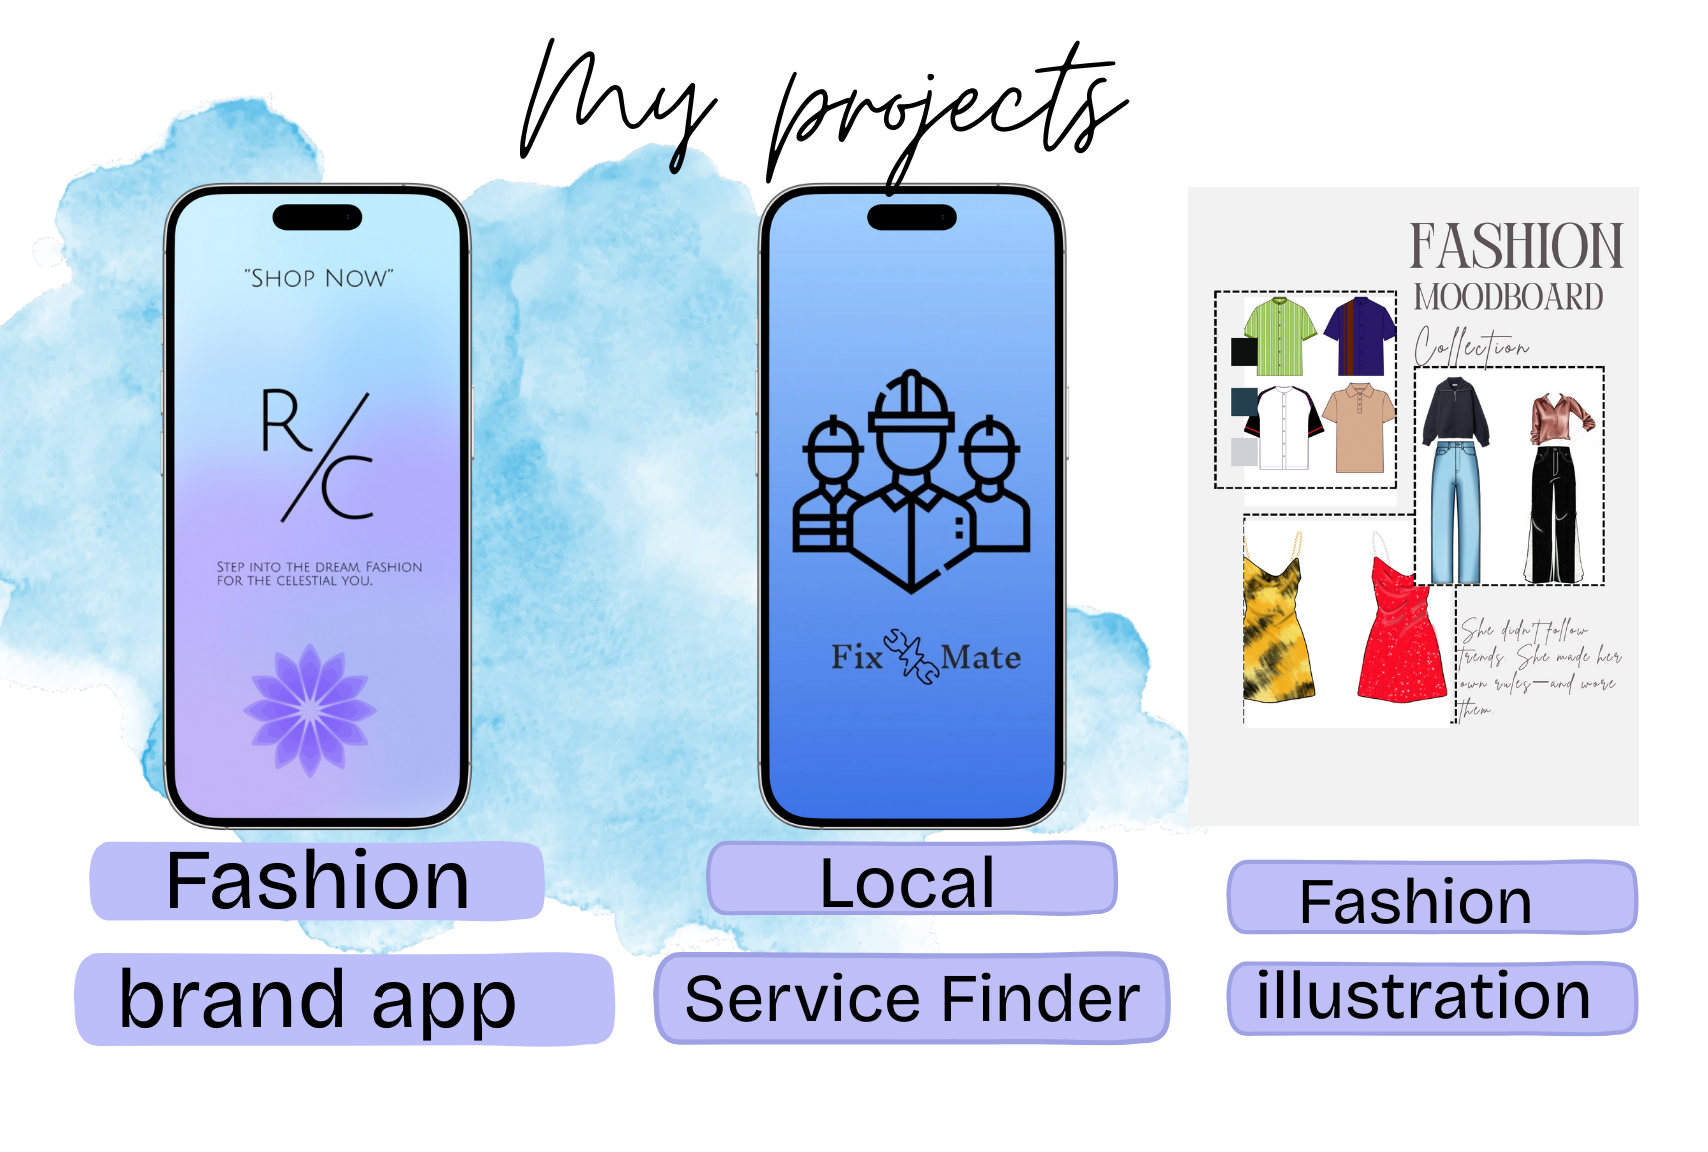 My projects
"Shop Now"
R/C
Step into the dream, Fashion
for the celestial you.
Fix Mate
FASHION
MOODBOARD
Collection
She didn't follow
trends. She made her
own rules—and wore
them.
Fashion
brand app
Local
Service Finder
Fashion
illustration